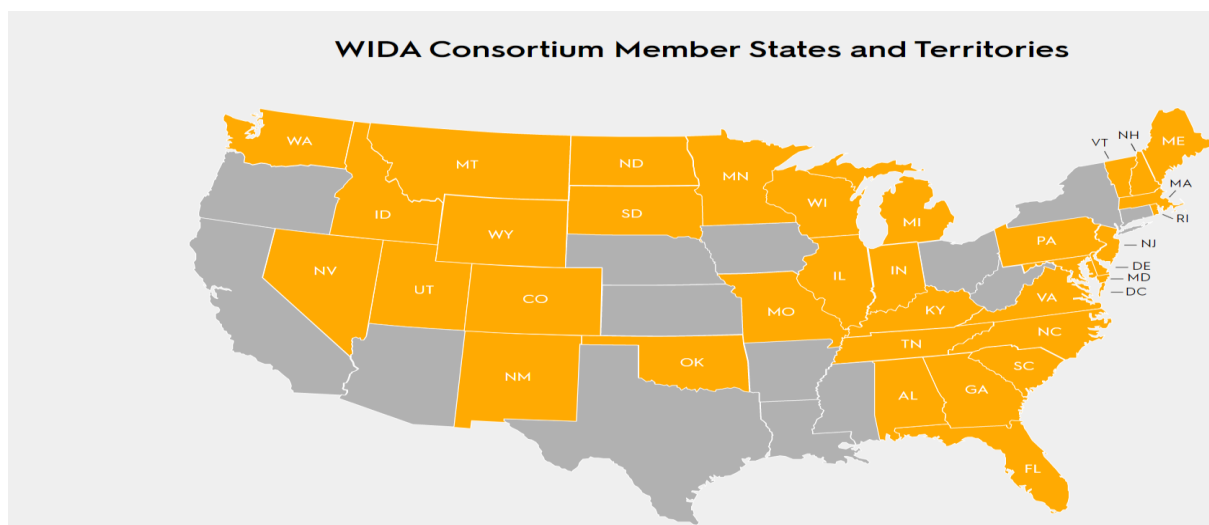 WIDA Consortium Member States and Territories
WA
MT
ND
MN
VT
NH
ME
ID
WY
SD
WI
MI
MA
RI
NV
UT
CO
IL
IN
PA
NJ
DE
MD
DC
MO
KY
VA
NM
OK
TN
NC
SC
AL
GA
FL